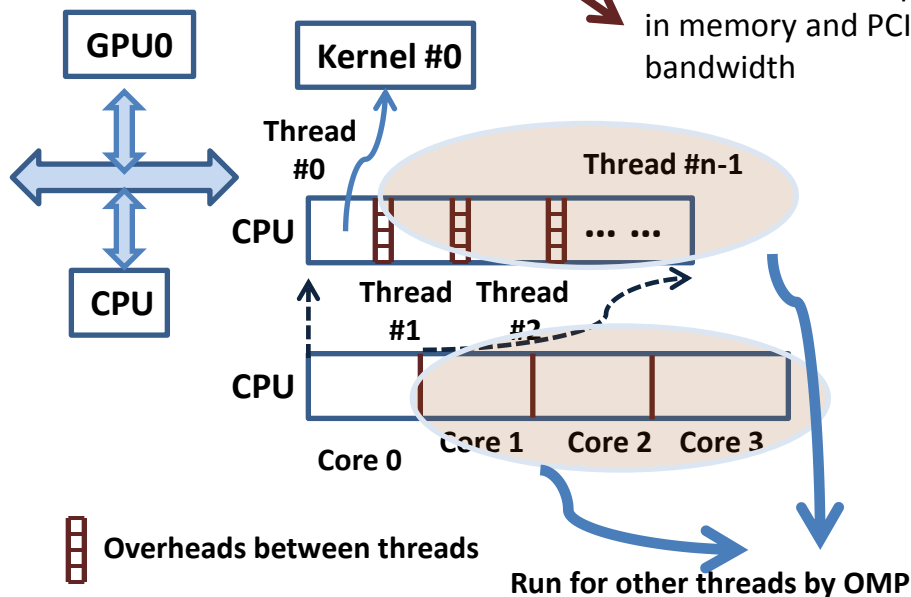 in memory and PCI
bandwidth
GPU0
Kernel #0
Thread
#0
Thread #n-1
CPU
... ...
CPU
Thread
#1
Thread
#2
CPU
Core 0
Core 1
Core 2
Core 3
Overheads between threads
Run for other threads by OMP